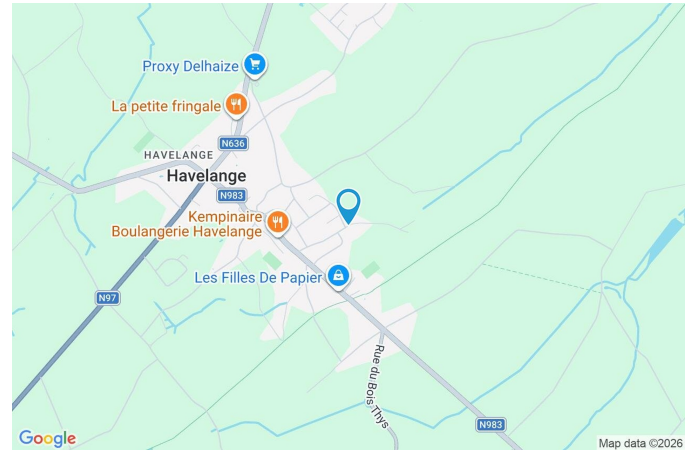 Proxy Delhaize
La petite fringale
N636
HAVELANGE
Havelange
N983
Kempinaire
Boulangerie Havelange
Les Filles De Papier
N97
Rue du Bois Thys
N983
Google
Map data ©2026